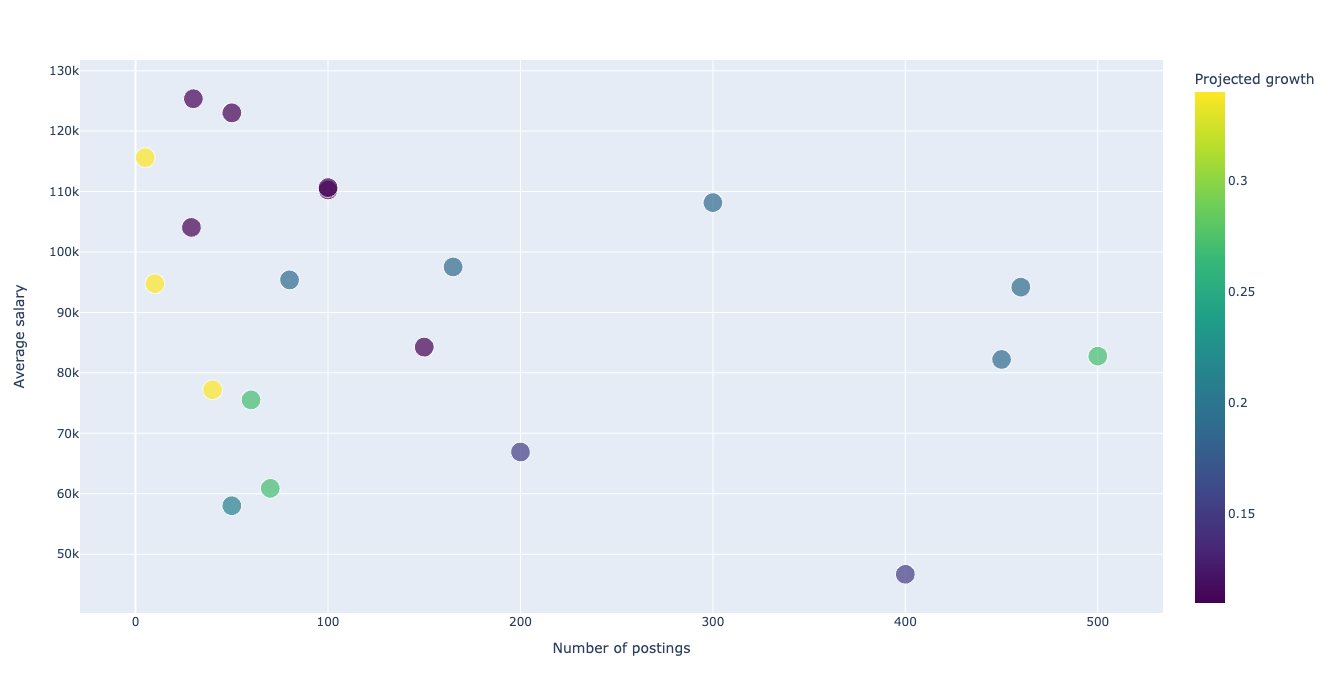 Projected growth
130k
120k
110k
100k
90k
80k
70k
60k
50k
Average salary
0.3
0.25
0.2
0.15
0 100 200 300 400 500
Number of postings